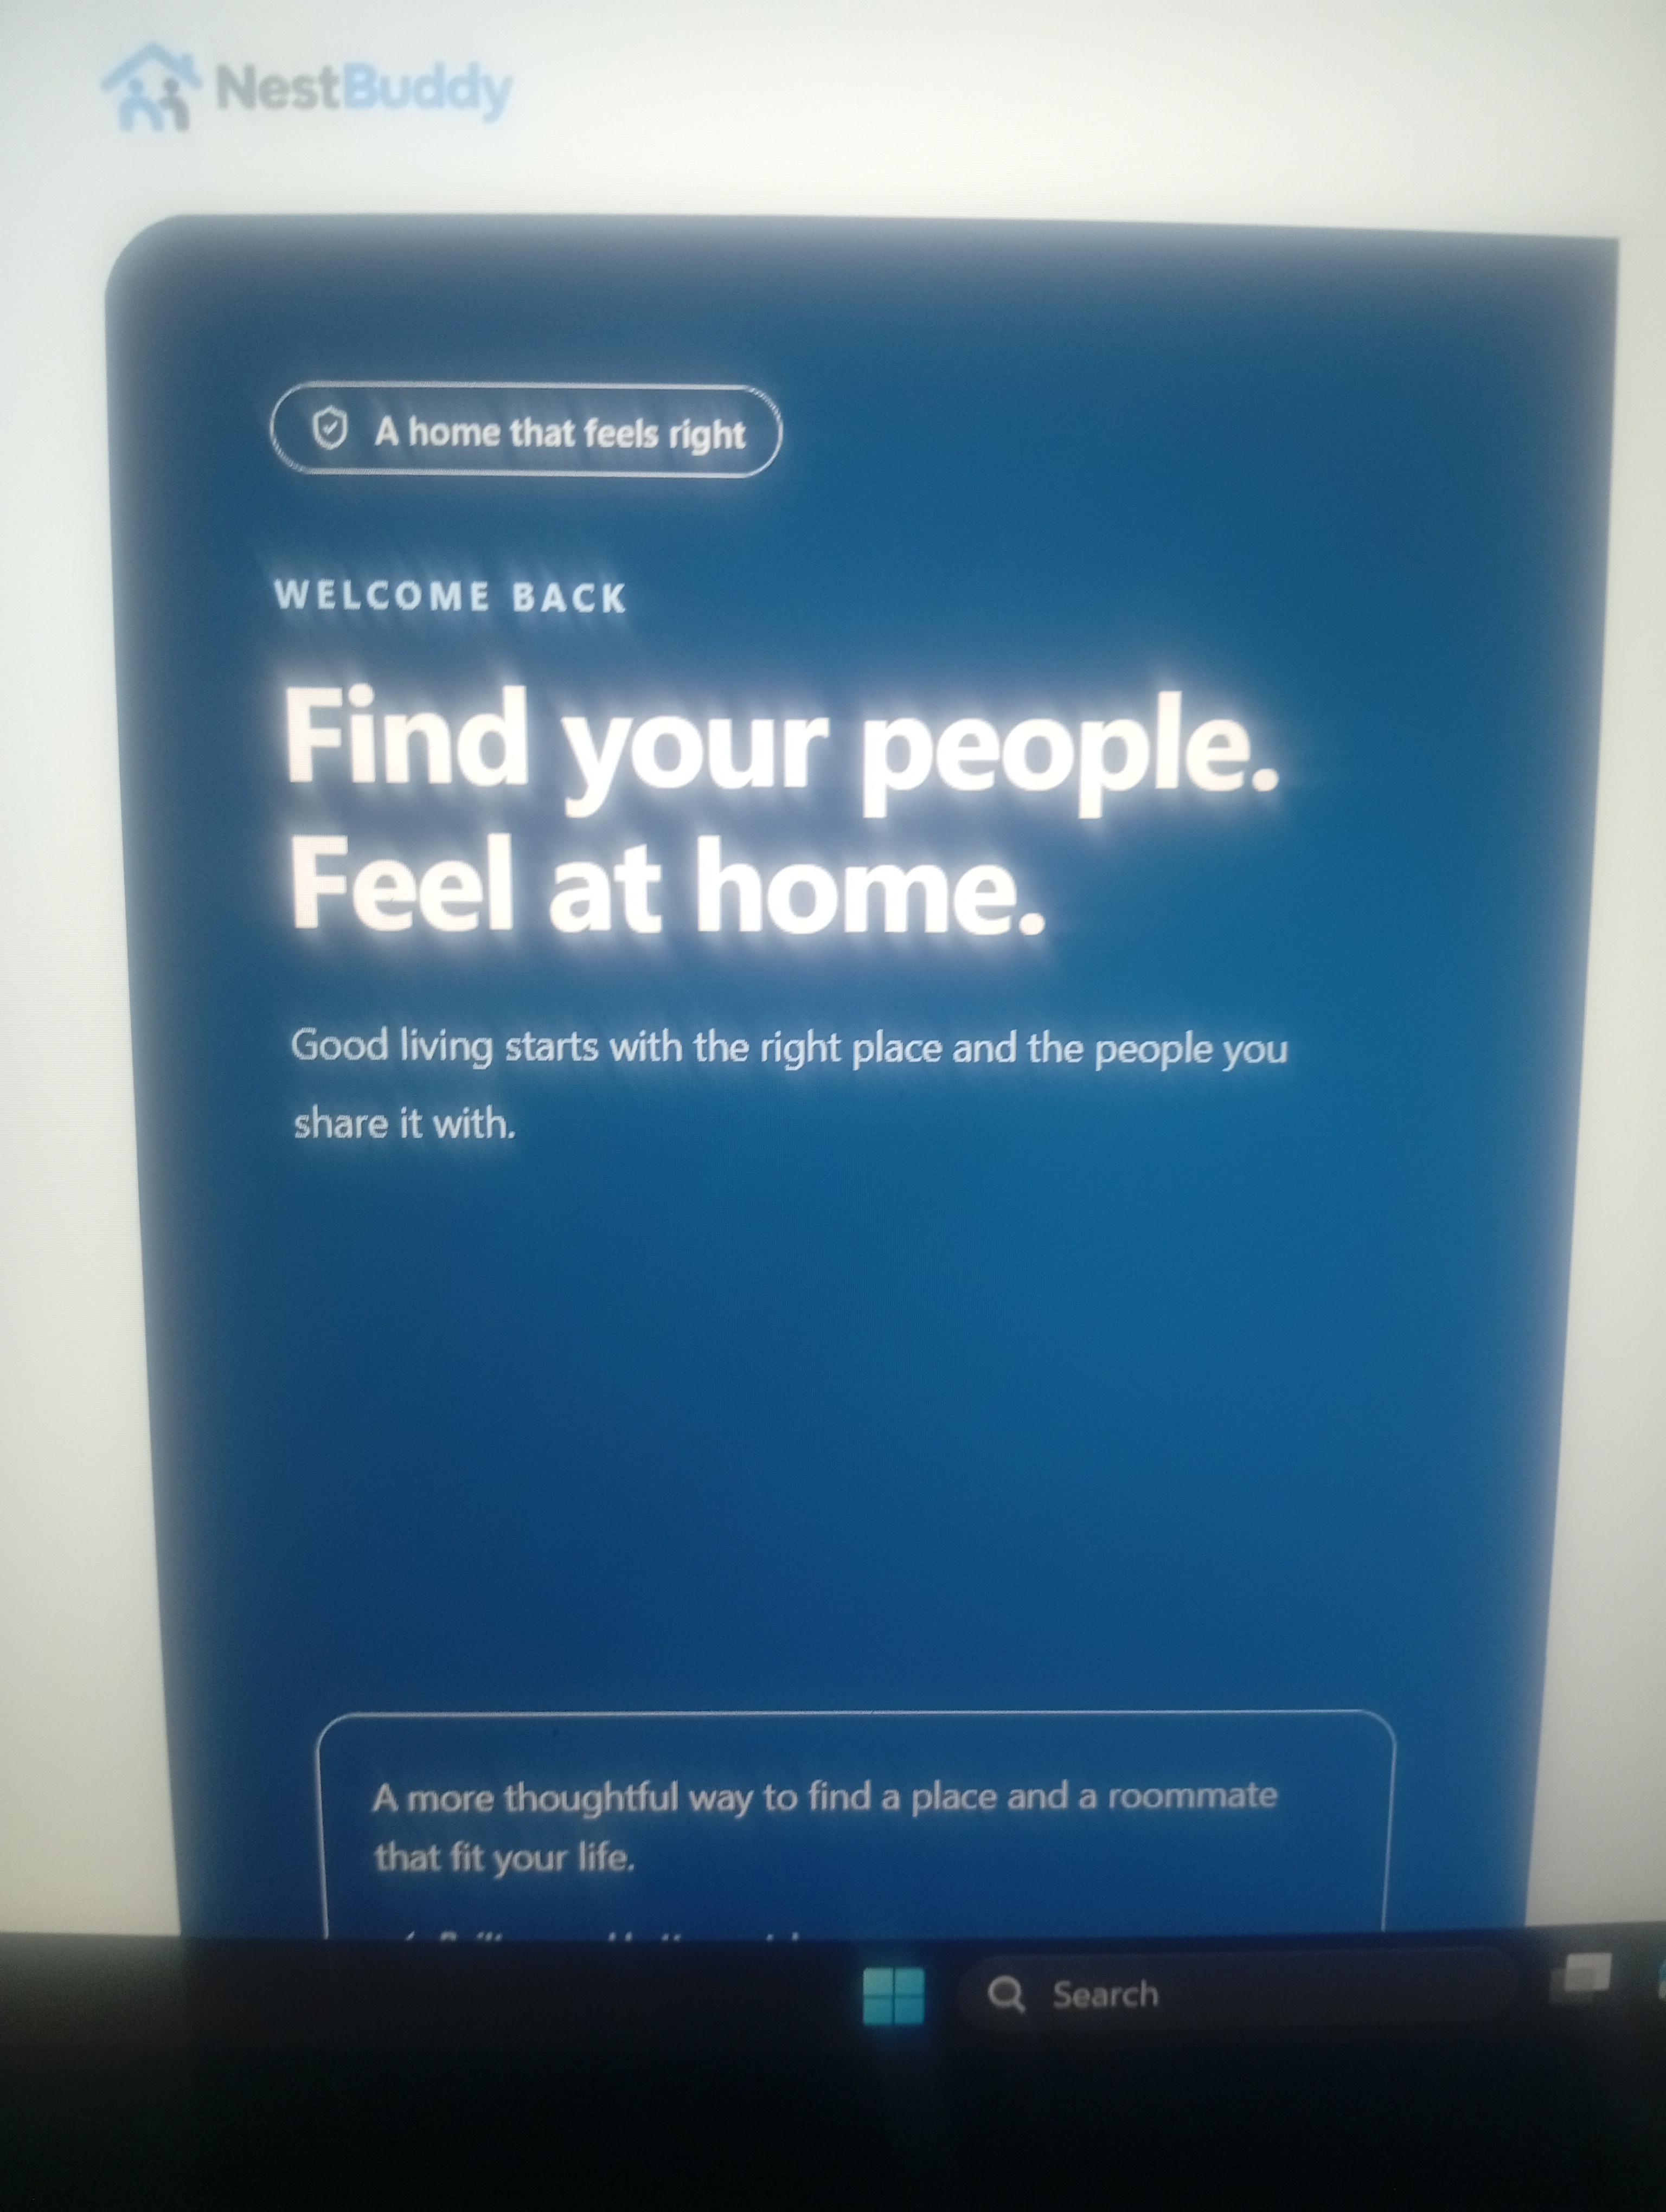 NestBuddy
A home that feels right
WELCOME BACK
Find your people.
Feel at home.
Good living starts with the right place and the people you
share it with.
A more thoughtful way to find a place and a roommate
that fit your life.
Search